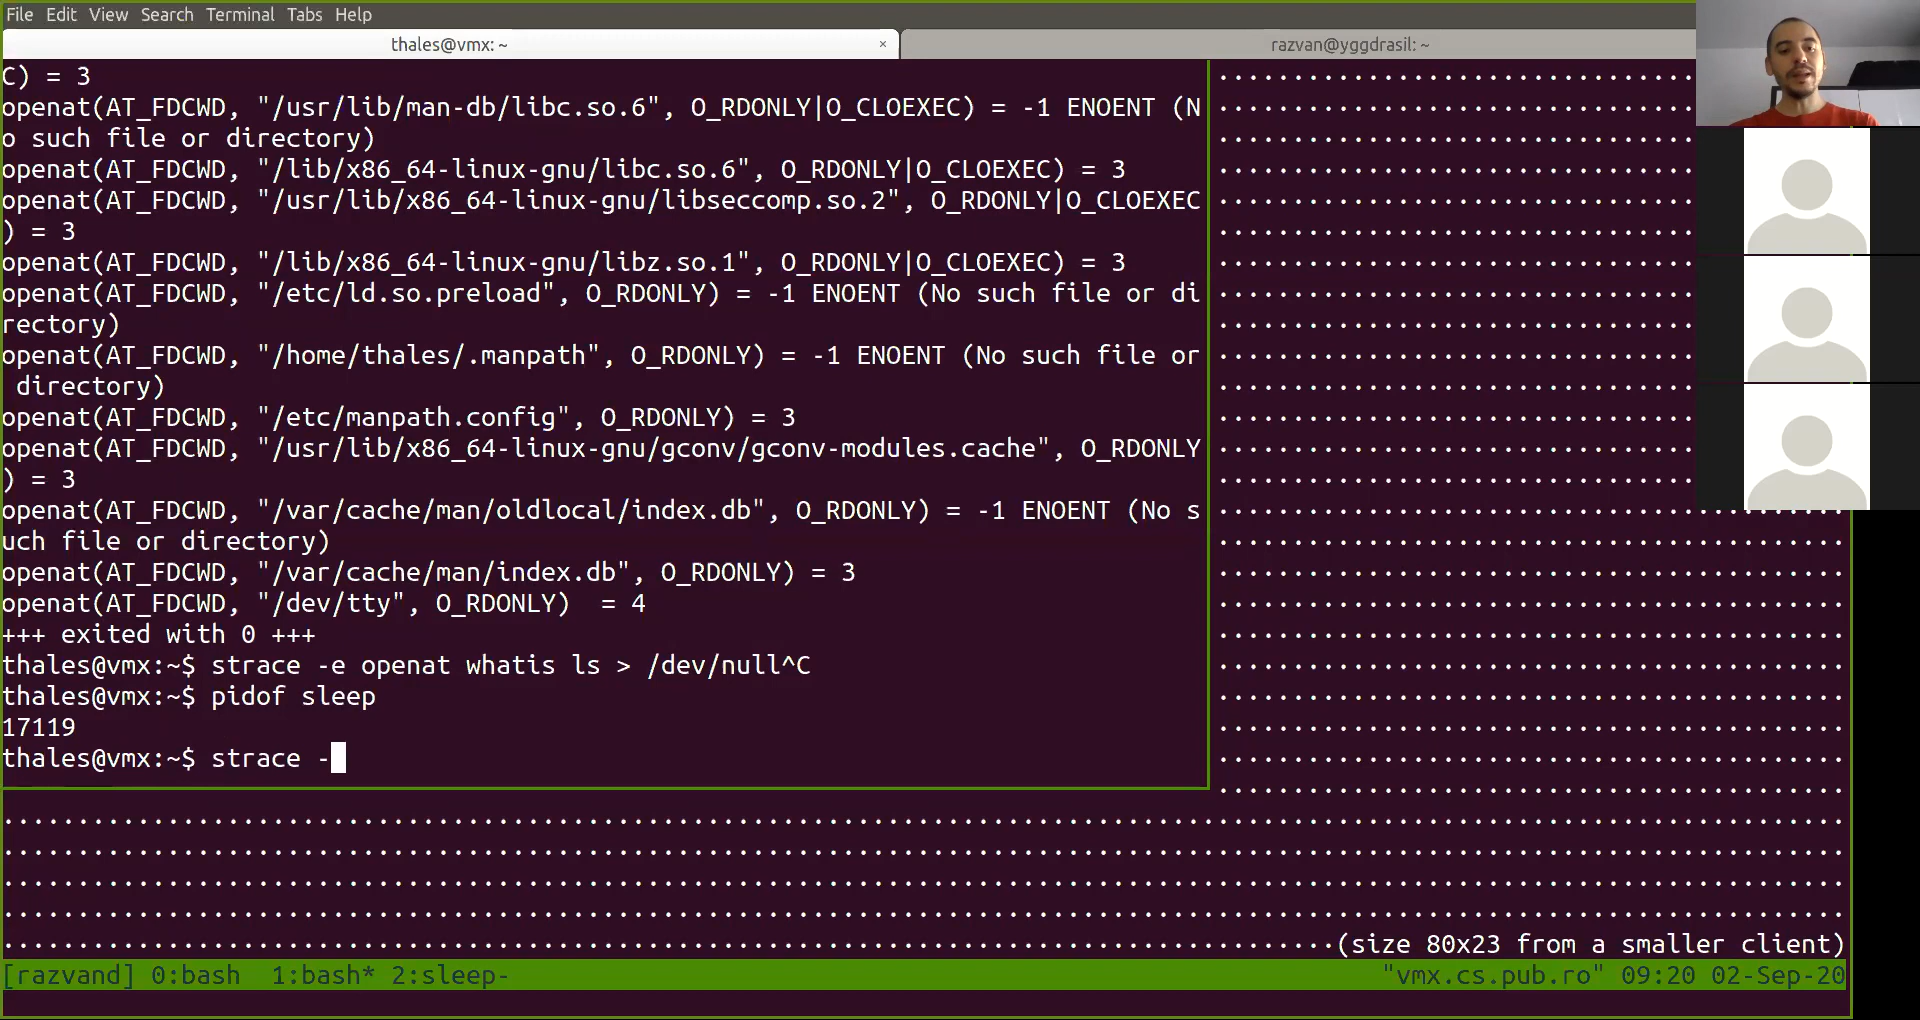 File Edit View Search Terminal Tabs Help
thales@vmx: ~ × razvan@yggdrasil: ~
C) = 3
openat(AT_FDCWD, "/usr/lib/man-db/libc.so.6", O_RDONLY|O_CLOEXEC) = -1 ENOENT (N
o such file or directory)
openat(AT_FDCWD, "/lib/x86_64-linux-gnu/libc.so.6", O_RDONLY|O_CLOEXEC) = 3
openat(AT_FDCWD, "/usr/lib/x86_64-linux-gnu/libseccomp.so.2", O_RDONLY|O_CLOEXEC
) = 3
openat(AT_FDCWD, "/lib/x86_64-linux-gnu/libz.so.1", O_RDONLY|O_CLOEXEC) = 3
openat(AT_FDCWD, "/etc/ld.so.preload", O_RDONLY) = -1 ENOENT (No such file or di
rectory)
openat(AT_FDCWD, "/home/thales/.manpath", O_RDONLY) = -1 ENOENT (No such file or
 directory)
openat(AT_FDCWD, "/etc/manpath.config", O_RDONLY) = 3
openat(AT_FDCWD, "/usr/lib/x86_64-linux-gnu/gconv/gconv-modules.cache", O_RDONLY
) = 3
openat(AT_FDCWD, "/var/cache/man/oldlocal/index.db", O_RDONLY) = -1 ENOENT (No s
uch file or directory)
openat(AT_FDCWD, "/var/cache/man/index.db", O_RDONLY) = 3
openat(AT_FDCWD, "/dev/tty", O_RDONLY)  = 4
+++ exited with 0 +++
thales@vmx:~$ strace -e openat whatis ls > /dev/null^C
thales@vmx:~$ pidof sleep
17119
thales@vmx:~$ strace -
(size 80x23 from a smaller client)
[razvand] 0:bash  1:bash* 2:sleep- "vmx.cs.pub.ro" 09:20 02-Sep-20